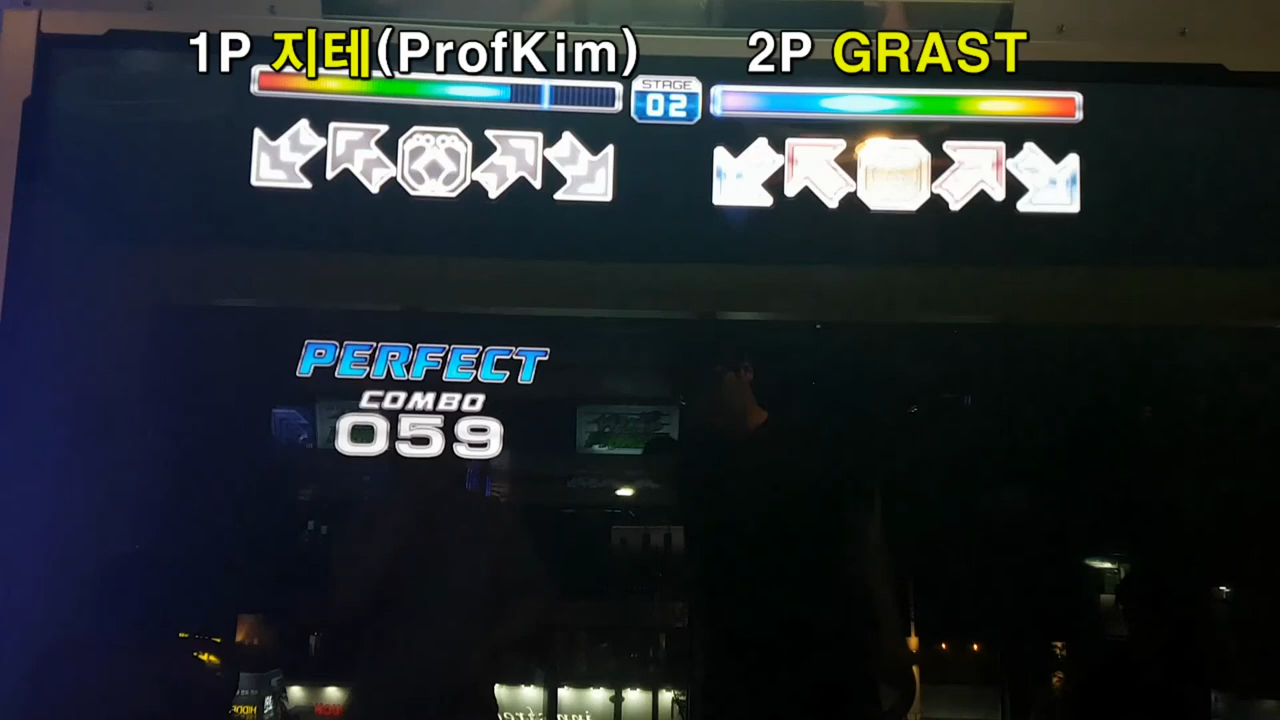 1P 지테(ProfKim) 2P GRAST
STAGE
02
PERFECT
COMBO
059